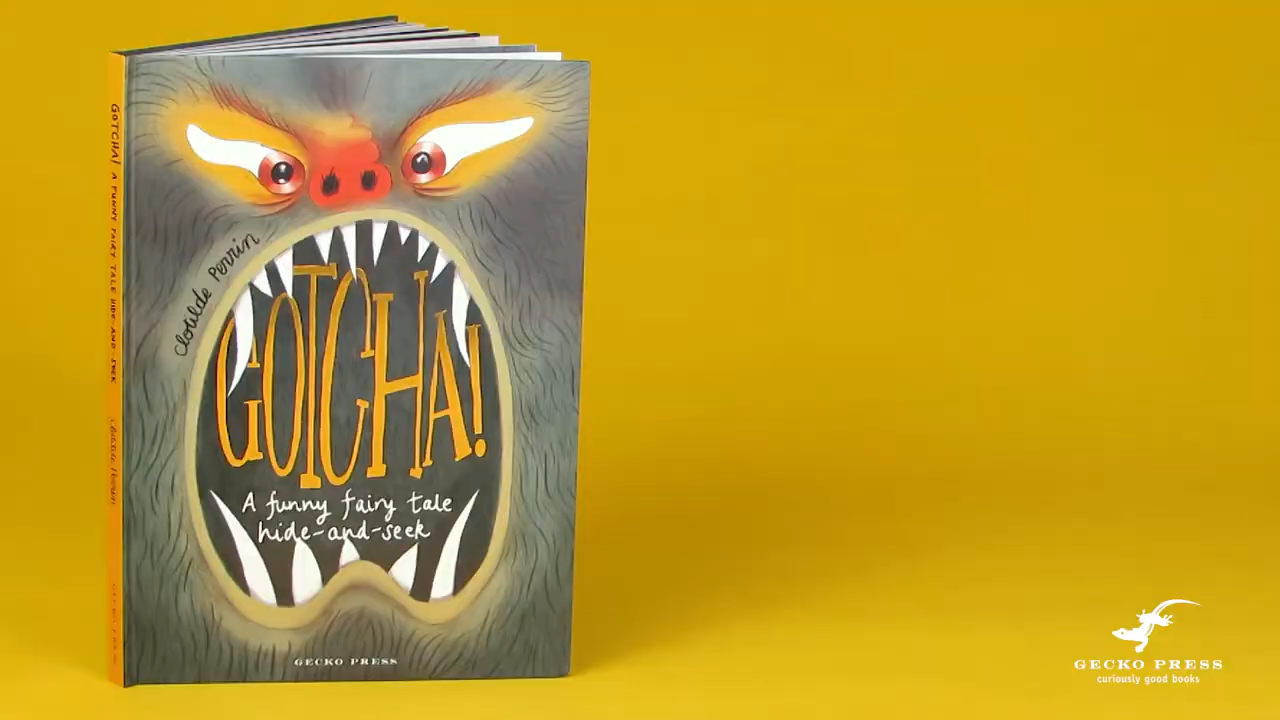 GOTCHA! A FUNNY FAIRY TALE HIDE-AND-SEEK
Clotilde Perrin
Clotilde Perrin
GOTCHA!
A funny fairy tale
hide-and-seek
GECKO PRESS
GECKO PRESS
curiously good books